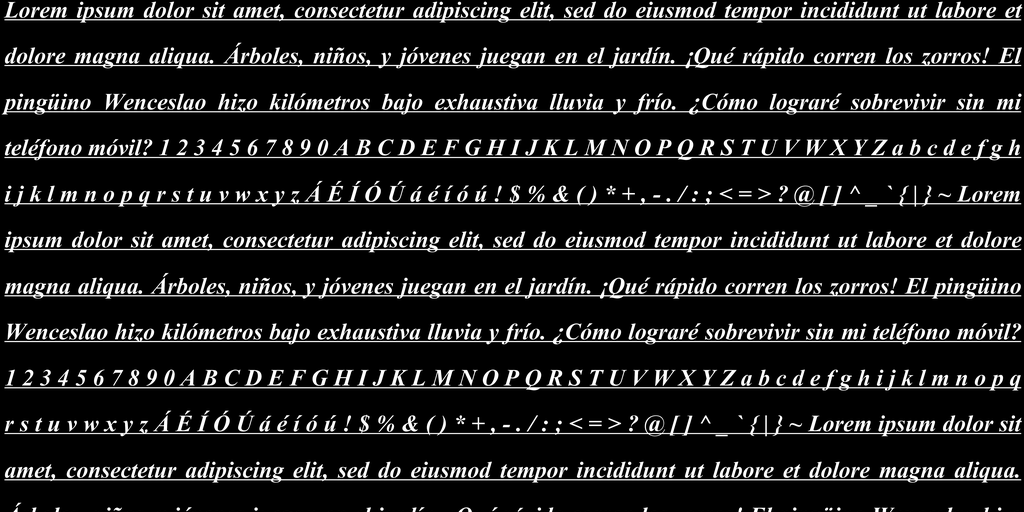 Lorem ipsum dolor sit amet, consectetur adipiscing elit, sed do eiusmod tempor incididunt ut labore et
dolore magna aliqua. Árboles, niños, y jóvenes juegan en el jardín. ¡Qué rápido corren los zorros! El
pingüino Wenceslao hizo kilómetros bajo exhaustiva lluvia y frío. ¿Cómo lograré sobrevivir sin mi
teléfono móvil? 1 2 3 4 5 6 7 8 9 0 A B C D E F G H I J K L M N O P Q R S T U V W X Y Z a b c d e f g h
i j k l m n o p q r s t u v w x y z Á É Í Ó Ú á é í ó ú ! $ % & ( ) * + , - . / : ; < = > ? @ [ ] ^ _ ` { | } ~ Lorem
ipsum dolor sit amet, consectetur adipiscing elit, sed do eiusmod tempor incididunt ut labore et dolore
magna aliqua. Árboles, niños, y jóvenes juegan en el jardín. ¡Qué rápido corren los zorros! El pingüino
Wenceslao hizo kilómetros bajo exhaustiva lluvia y frío. ¿Cómo lograré sobrevivir sin mi teléfono móvil?
1 2 3 4 5 6 7 8 9 0 A B C D E F G H I J K L M N O P Q R S T U V W X Y Z a b c d e f g h i j k l m n o p q
r s t u v w x y z Á É Í Ó Ú á é í ó ú ! $ % & ( ) * + , - . / : ; < = > ? @ [ ] ^ _ ` { | } ~ Lorem ipsum dolor sit
amet, consectetur adipiscing elit, sed do eiusmod tempor incididunt ut labore et dolore magna aliqua.